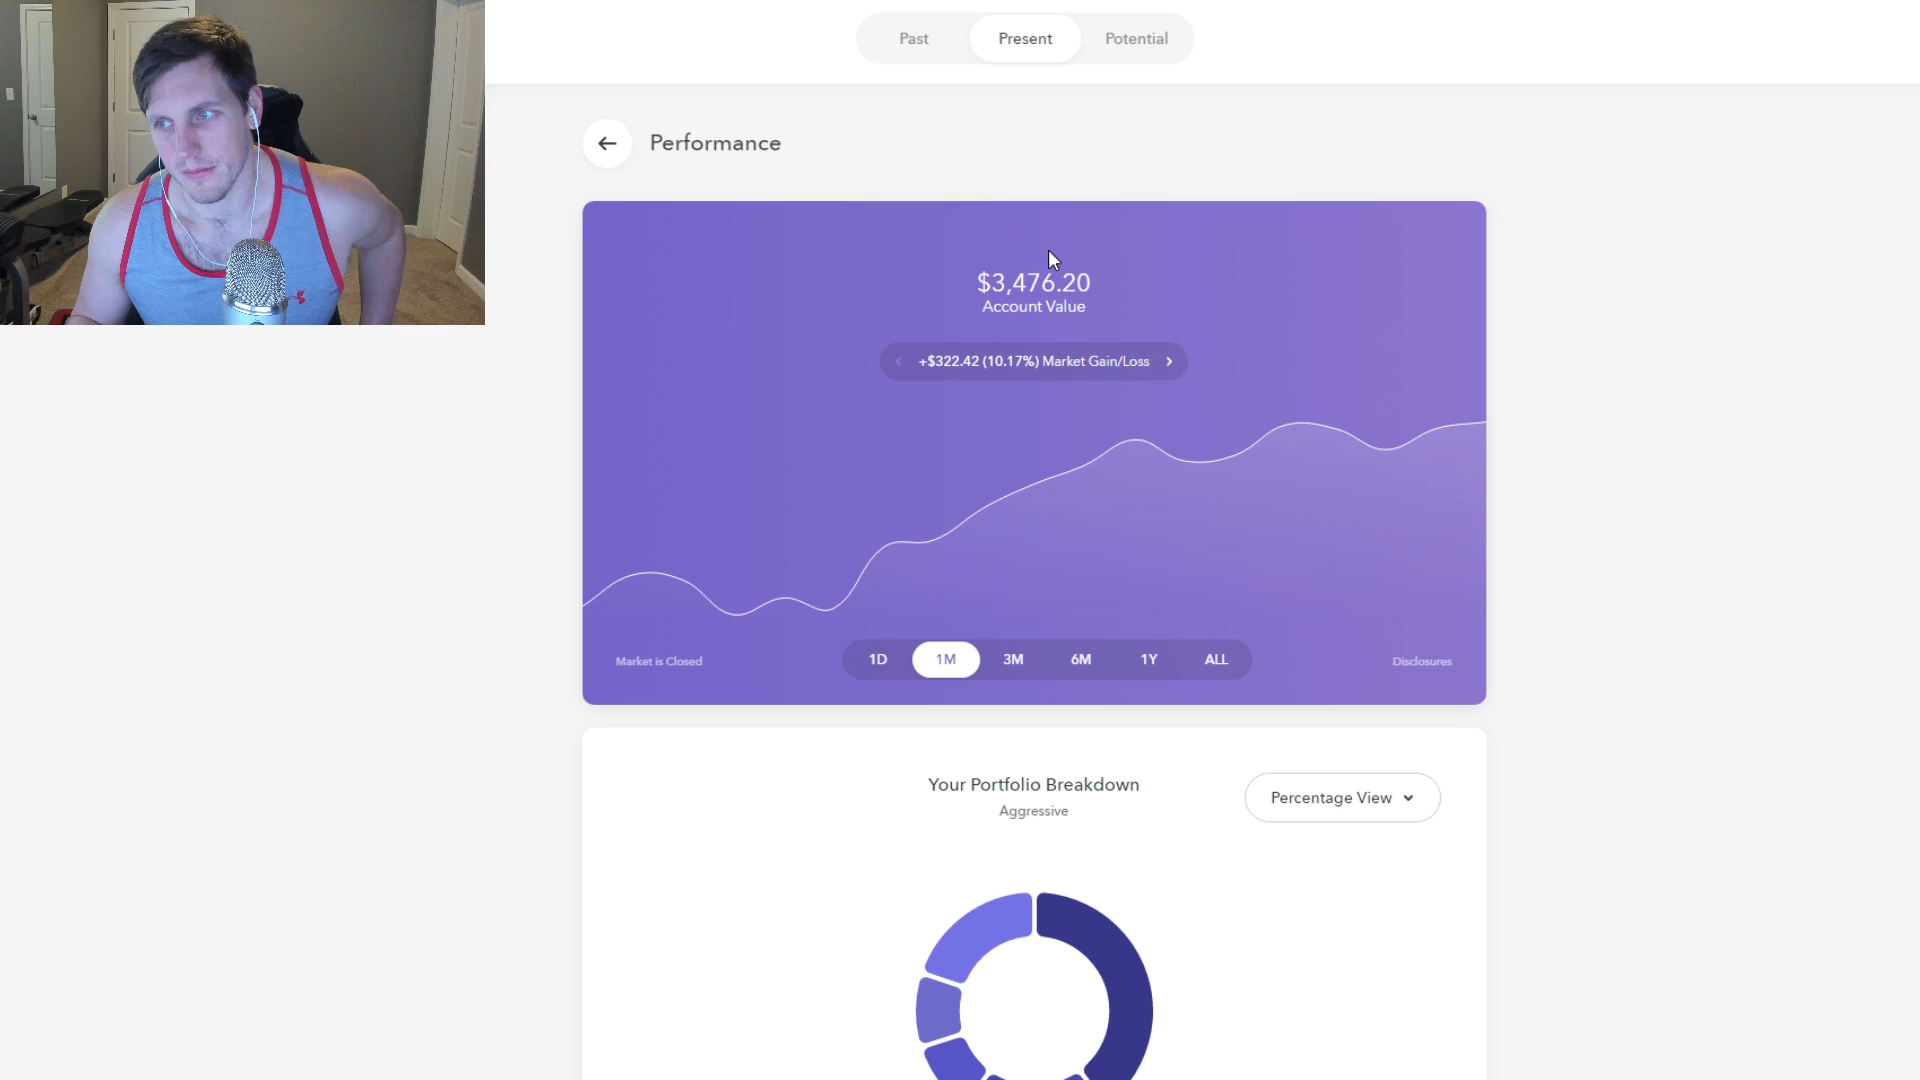 Past
Present
Potential
Performance
$3,476.20
Account Value
+$322.42 (10.17%) Market Gain/Loss
Market is Closed
1D
1M
3M
6M
1Y
ALL
Disclosures
Your Portfolio Breakdown
Percentage View
Aggressive